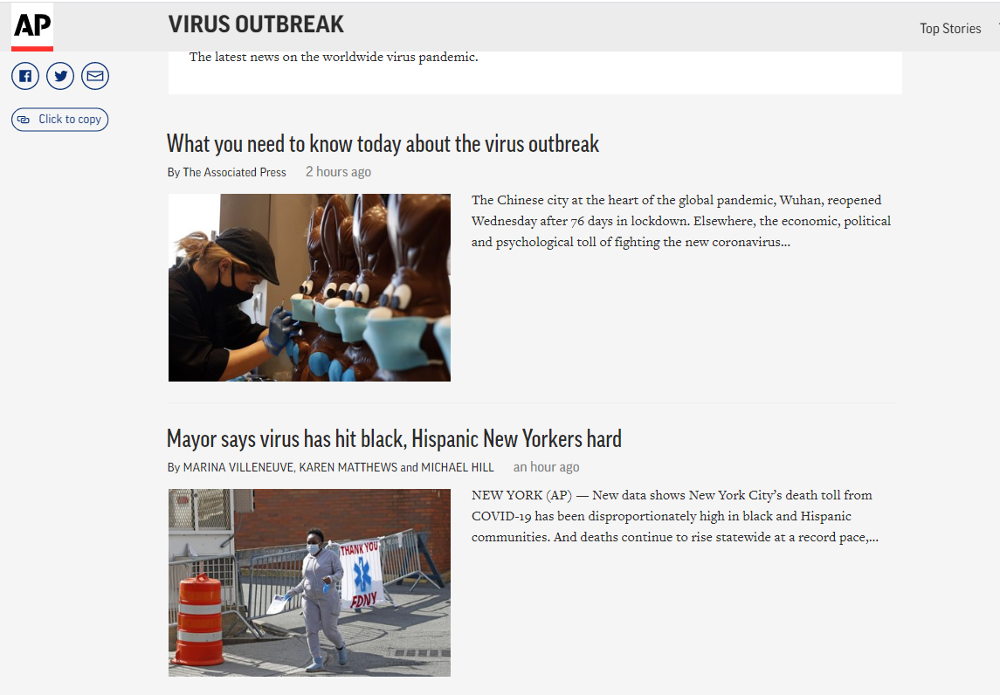 AP
VIRUS OUTBREAK
Top Stories
The latest news on the worldwide virus pandemic.
Click to copy
What you need to know today about the virus outbreak
By The Associated Press 2 hours ago
The Chinese city at the heart of the global pandemic, Wuhan, reopened
Wednesday after 76 days in lockdown. Elsewhere, the economic, political
and psychological toll of fighting the new coronavirus...
Mayor says virus has hit black, Hispanic New Yorkers hard
By MARINA VILLENEUVE, KAREN MATTHEWS and MICHAEL HILL an hour ago
NEW YORK (AP) — New data shows New York City’s death toll from
COVID-19 has been disproportionately high in black and Hispanic
communities. And deaths continue to rise statewide at a record pace,...
THANK YOU
FDNY